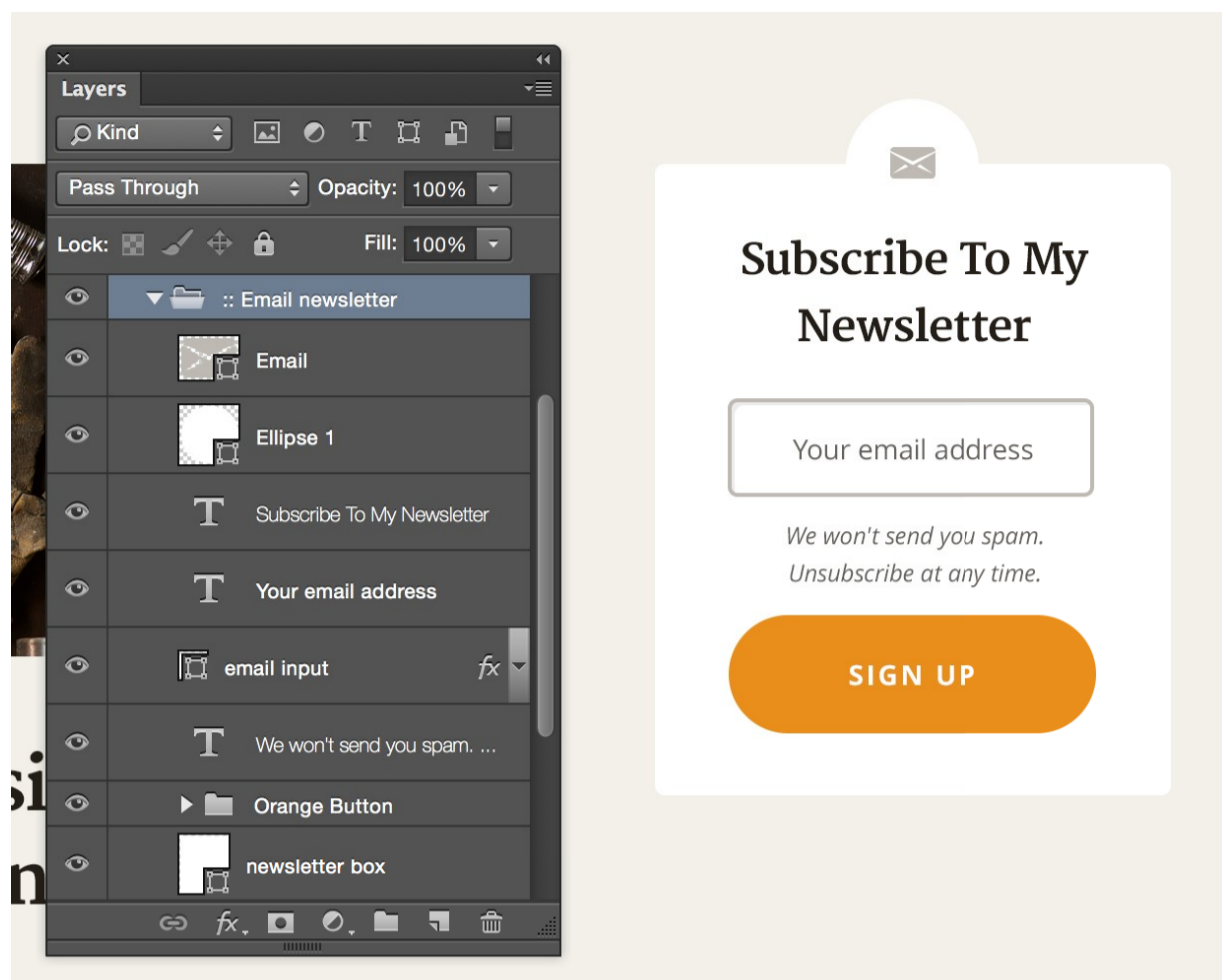 Layers
Kind
T
Pass Through Opacity: 100%
Lock: Fill: 100%
:: Email newsletter
Email
Ellipse 1
T Subscribe To My Newsletter
T Your email address
email input fx
T We won't send you spam. ...
Orange Button
newsletter box
fx
si
n
Subscribe To My
Newsletter
Your email address
We won't send you spam.
Unsubscribe at any time.
SIGN UP